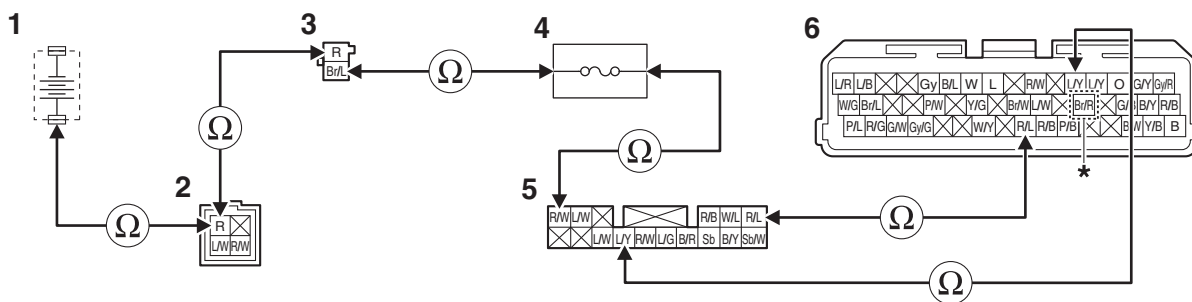 1
2
3
4
5
6
R
Br/L
R
L/W R/W
R/W L/W R/B W/L R/L
L/W L/Y R/W L/G B/R Sb B/Y Sb/W
L/R L/B Gy B/L W L R/W L/Y L/Y O G/Y Gy/R
W/G Br/L P/W Y/G Br/W L/W Br/R B/Y R/B
P/L R/G G/W Gy/G W/Y R/L R/B P/B Y/B B
*
Ω
Ω
Ω
Ω
Ω
Ω